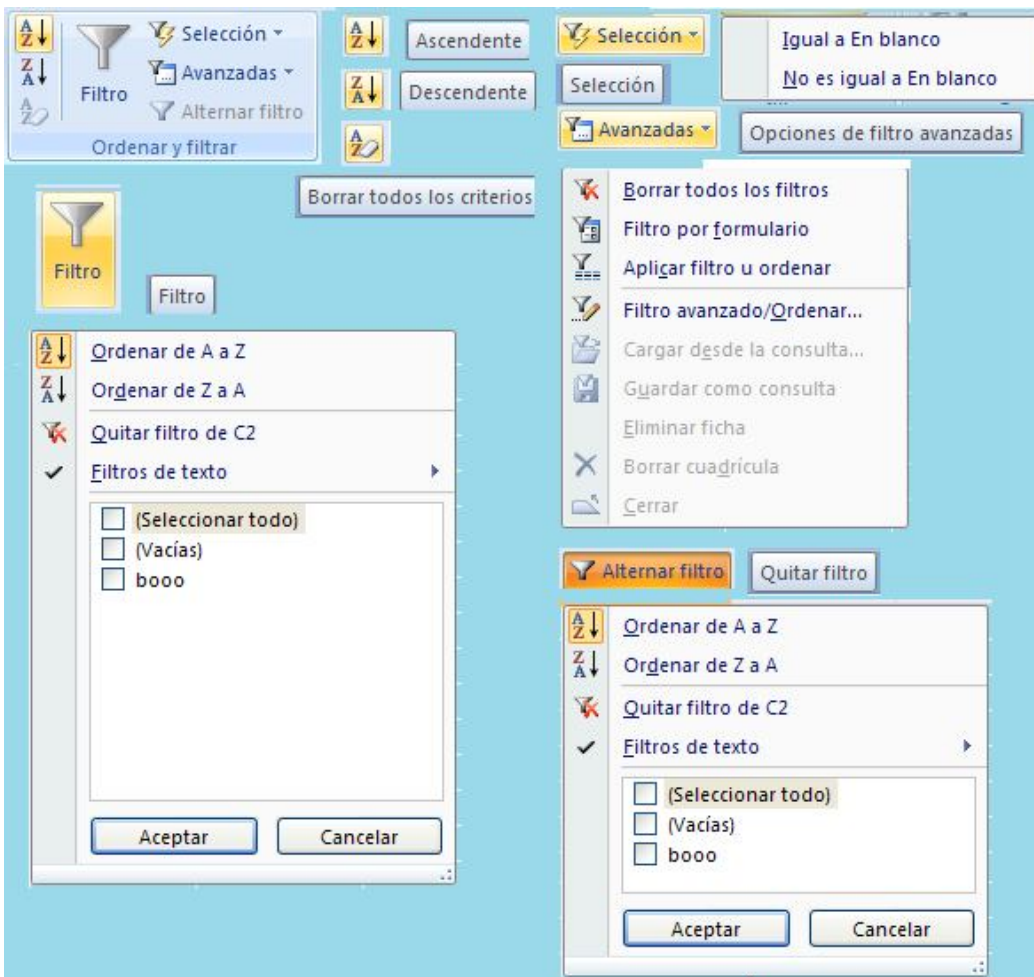 Selección
Avanzadas
Alternar filtro
Filtro
Ordenar y filtrar
Ascendente
Descendente
Borrar todos los criterios
Filtro
Filtro
Ordenar de A a Z
Ordenar de Z a A
Quitar filtro de C2
Filtros de texto
(Seleccionar todo)
(Vacías)
booo
Aceptar
Cancelar
Selección
Selección
Igual a En blanco
No es igual a En blanco
Avanzadas
Opciones de filtro avanzadas
Borrar todos los filtros
Filtro por formulario
Aplicar filtro u ordenar
Filtro avanzado/Ordenar...
Cargar desde la consulta...
Guardar como consulta
Eliminar ficha
Borrar cuadrícula
Cerrar
Alternar filtro
Quitar filtro
Ordenar de A a Z
Ordenar de Z a A
Quitar filtro de C2
Filtros de texto
(Seleccionar todo)
(Vacías)
booo
Aceptar
Cancelar